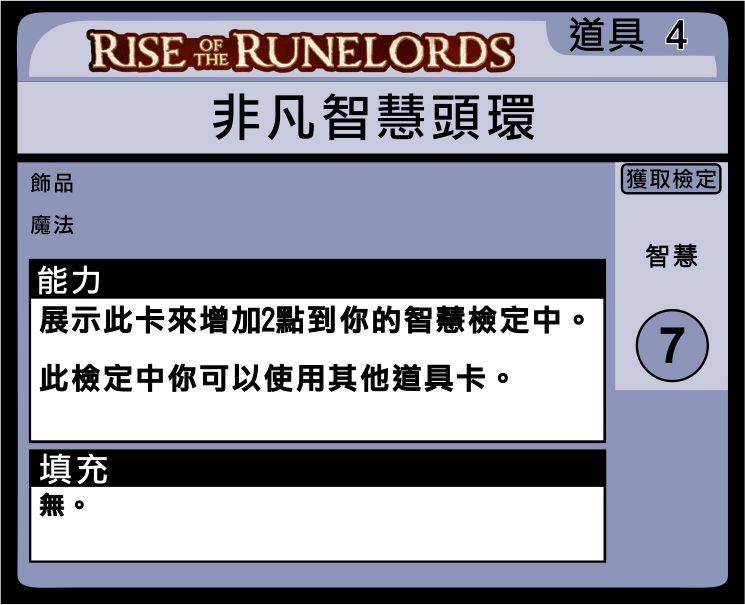 RISE OF THE RUNELORDS
道具 4
非凡智慧頭環
飾品
魔法
獲取檢定
智慧
7
能力
展示此卡來增加2點到你的智慧檢定中。
此檢定中你可以使用其他道具卡。
填充
無。